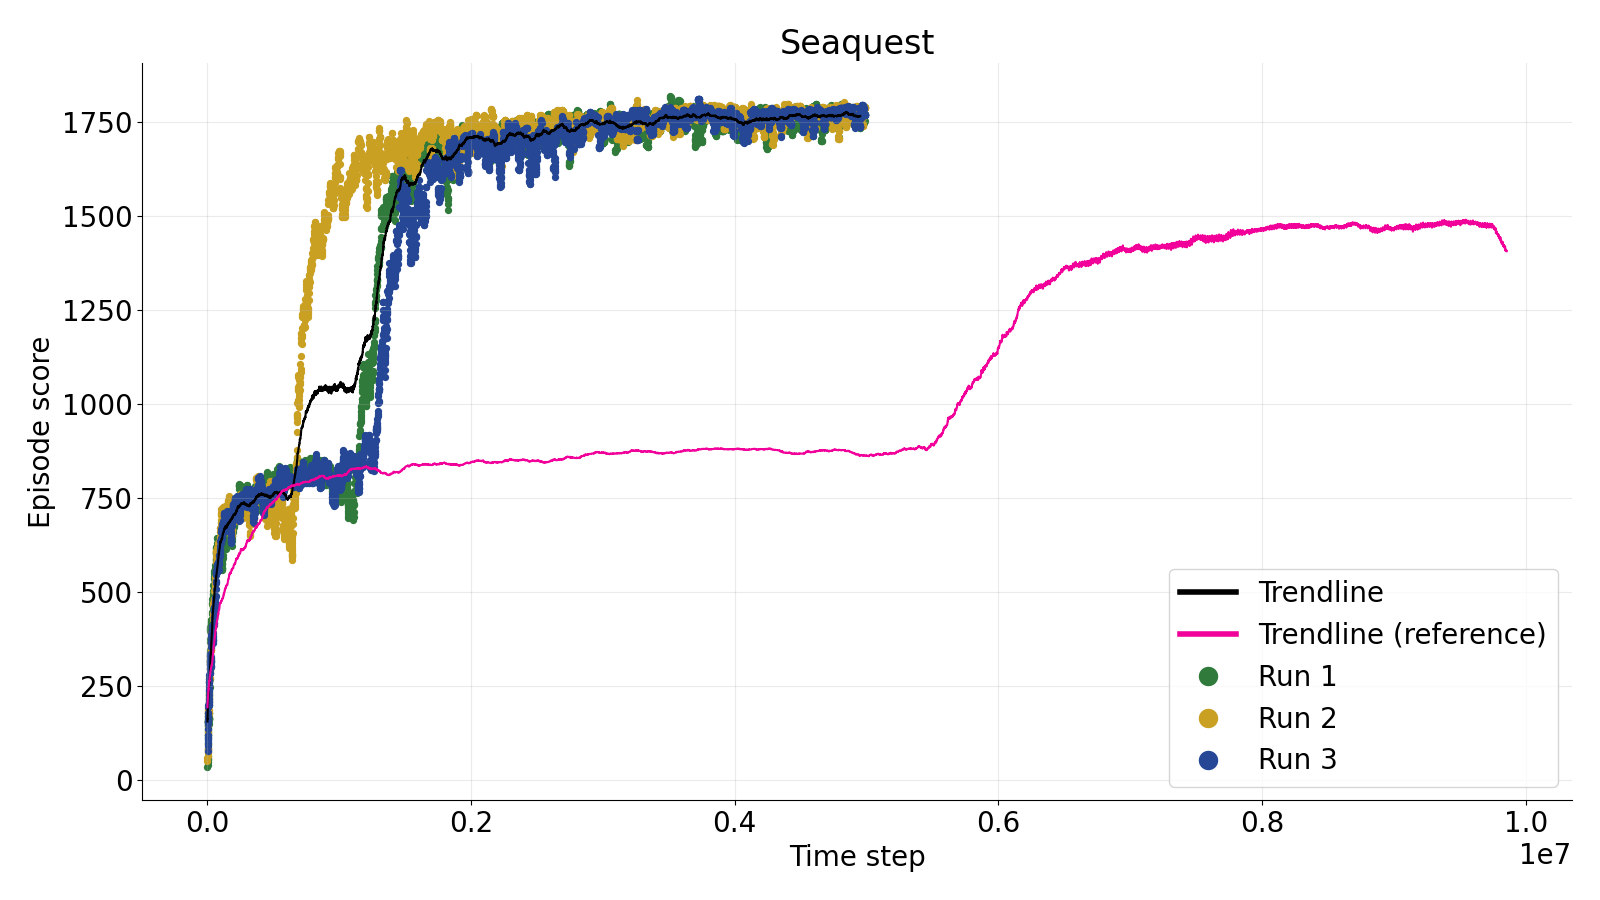 Seaquest
Episode score
1750
1500
1250
1000
750
500
250
0
0.0 0.2 0.4 0.6 0.8 1.0
1e7
Time step
Trendline
Trendline (reference)
Run 1
Run 2
Run 3